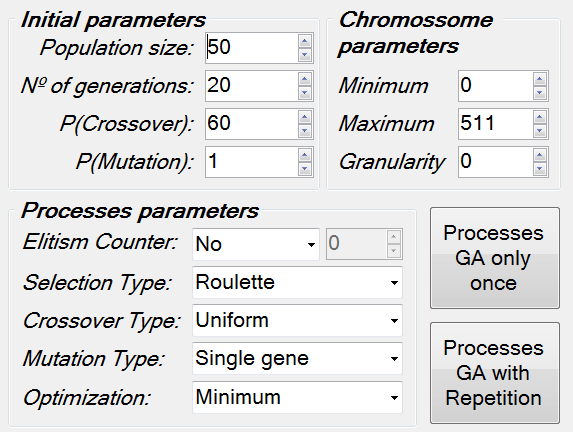 Initial parameters
Population size: 50
Nº of generations: 20
P(Crossover): 60
P(Mutation): 1
Chromossome
parameters
Minimum 0
Maximum 511
Granularity 0
Processes parameters
Elitism Counter: No 0
Selection Type: Roulette
Crossover Type: Uniform
Mutation Type: Single gene
Optimization: Minimum
Processes
GA only
once
Processes
GA with
Repetition